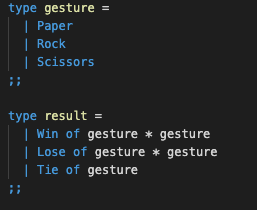 type gesture =
  | Paper
  | Rock
  | Scissors
;;
type result =
  | Win of gesture * gesture
  | Lose of gesture * gesture
  | Tie of gesture
;;